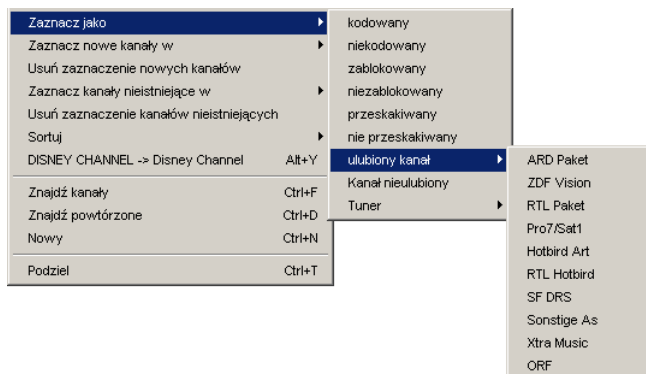 Zaznacz jako
Zaznacz nowe kanały w
Usuń zaznaczenie nowych kanałów
Zaznacz kanały nieistniejące w
Usuń zaznaczenie kanałów nieistniejących
Sortuj
DISNEY CHANNEL -> Disney Channel Alt+Y
Znajdź kanały Ctrl+F
Znajdź powtórzone Ctrl+D
Nowy Ctrl+N
Podziel Ctrl+T
kodowany
niekodowany
zablokowany
niezablokowany
przeskakiwany
nie przeskakiwany
ulubiony kanał
Kanał nieulubiony
Tuner
ARD Paket
ZDF Vision
RTL Paket
Pro7/Sat1
Hotbird Art
RTL Hotbird
SF DRS
Sonstige As
Xtra Music
ORF